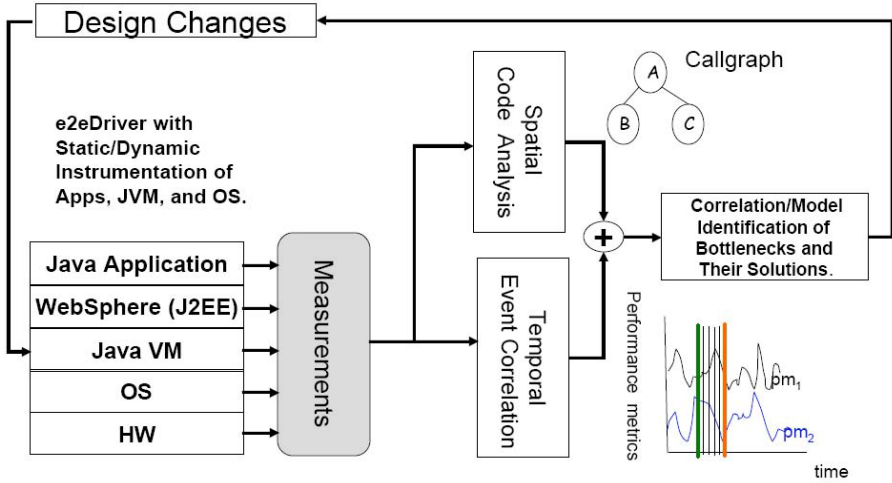 Design Changes
e2eDriver with
Static/Dynamic
Instrumentation of
Apps, JVM, and OS.
Java Application
WebSphere (J2EE)
Java VM
OS
HW
Measurements
Spatial
Code Analysis
Temporal
Event Correlation
Callgraph
A
B
C
+
Correlation/Model
Identification of
Bottlenecks and
Their Solutions.
Performance metrics
pm1
pm2
time